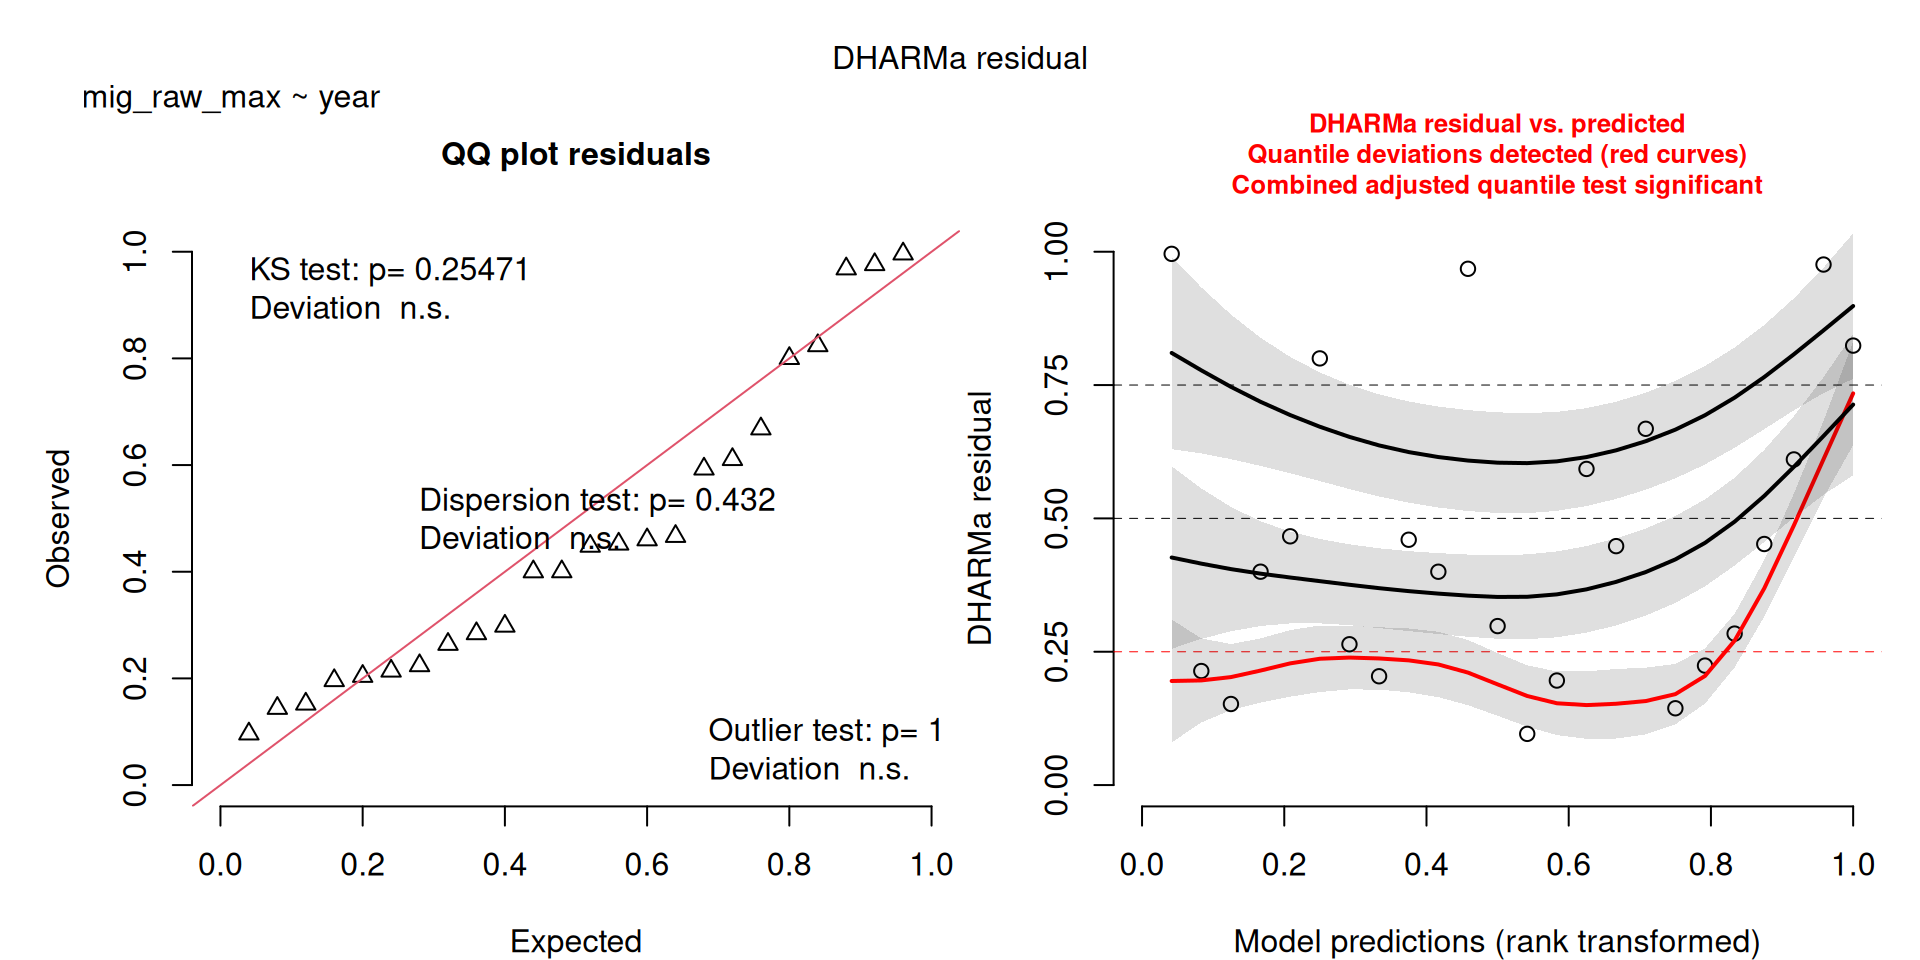 DHARMa residual
mig_raw_max ~ year
QQ plot residuals
KS test: p= 0.25471
Deviation  n.s.
Dispersion test: p= 0.432
Deviation  n.s.
Outlier test: p= 1
Deviation  n.s.
Observed
0.0 0.2 0.4 0.6 0.8 1.0
0.0 0.2 0.4 0.6 0.8 1.0
Expected
DHARMa residual vs. predicted
Quantile deviations detected (red curves)
Combined adjusted quantile test significant
DHARMa residual
0.00 0.25 0.50 0.75 1.00
0.0 0.2 0.4 0.6 0.8 1.0
Model predictions (rank transformed)